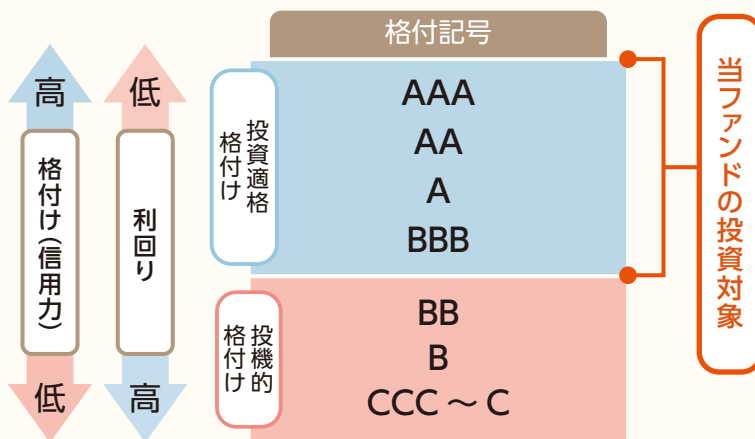 格付記号
高
格付け(信用力)
低
低
利回り
高
投資適格
格付け
AAA
AA
A
BBB
投機的
格付け
BB
B
CCC ～ C
当ファンドの投資対象